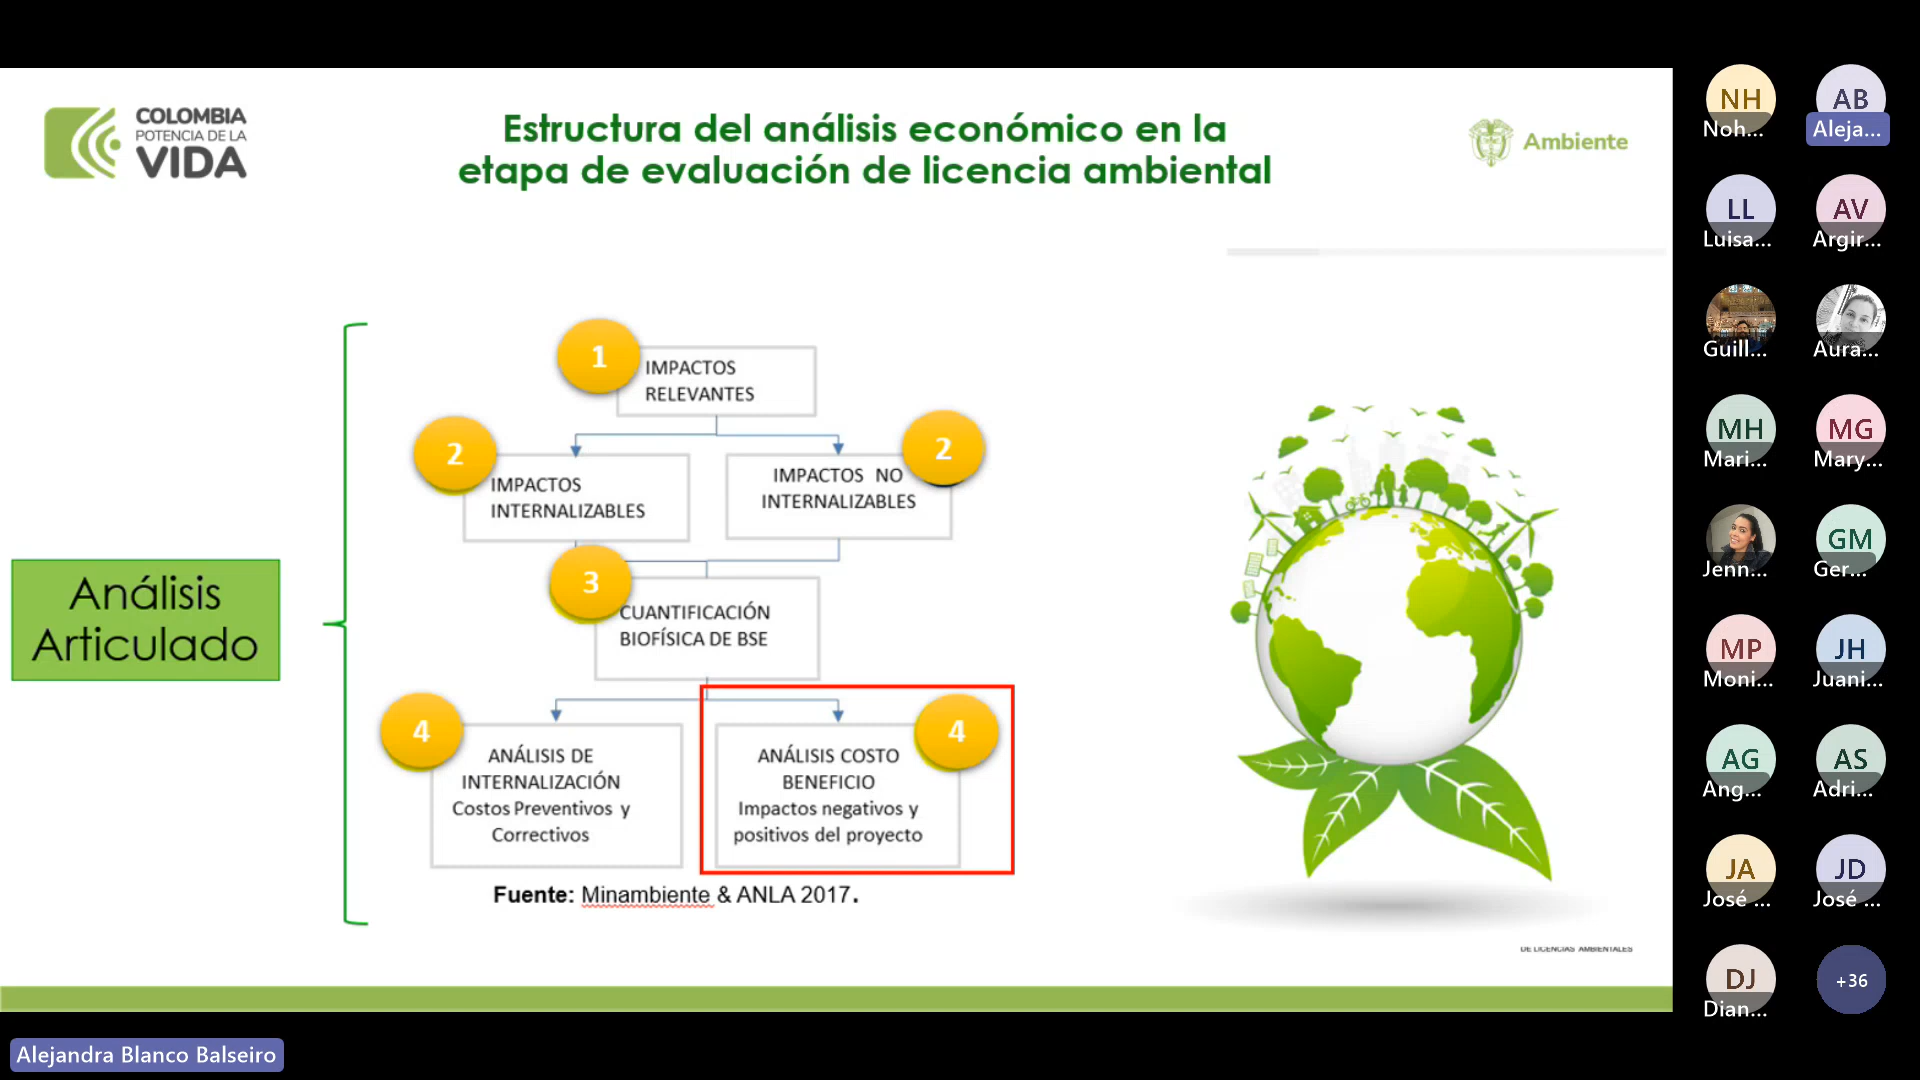 COLOMBIA
POTENCIA DE LA
VIDA
Estructura del análisis económico en la
etapa de evaluación de licencia ambiental
Ambiente
1
IMPACTOS
RELEVANTES
2
IMPACTOS
INTERNALIZABLES
2
IMPACTOS NO
INTERNALIZABLES
3
CUANTIFICACIÓN
BIOFÍSICA DE BSE
Análisis
Articulado
4
ANÁLISIS DE
INTERNALIZACIÓN
Costos Preventivos y
Correctivos
4
ANÁLISIS COSTO
BENEFICIO
Impactos negativos y
positivos del proyecto
Fuente: Minambiente & ANLA 2017.
DE LICENCIAS AMBIENTALES
NH
Noh...
AB
Aleja...
LL
Luisa...
AV
Argir...
Guill...
Aura...
MH
Mari...
MG
Mary...
Jenn...
GM
Ger...
MP
Moni...
JH
Juani...
AG
Ang...
AS
Adri...
JA
José ...
JD
José ...
DJ
Dian...
+36
Alejandra Blanco Balseiro